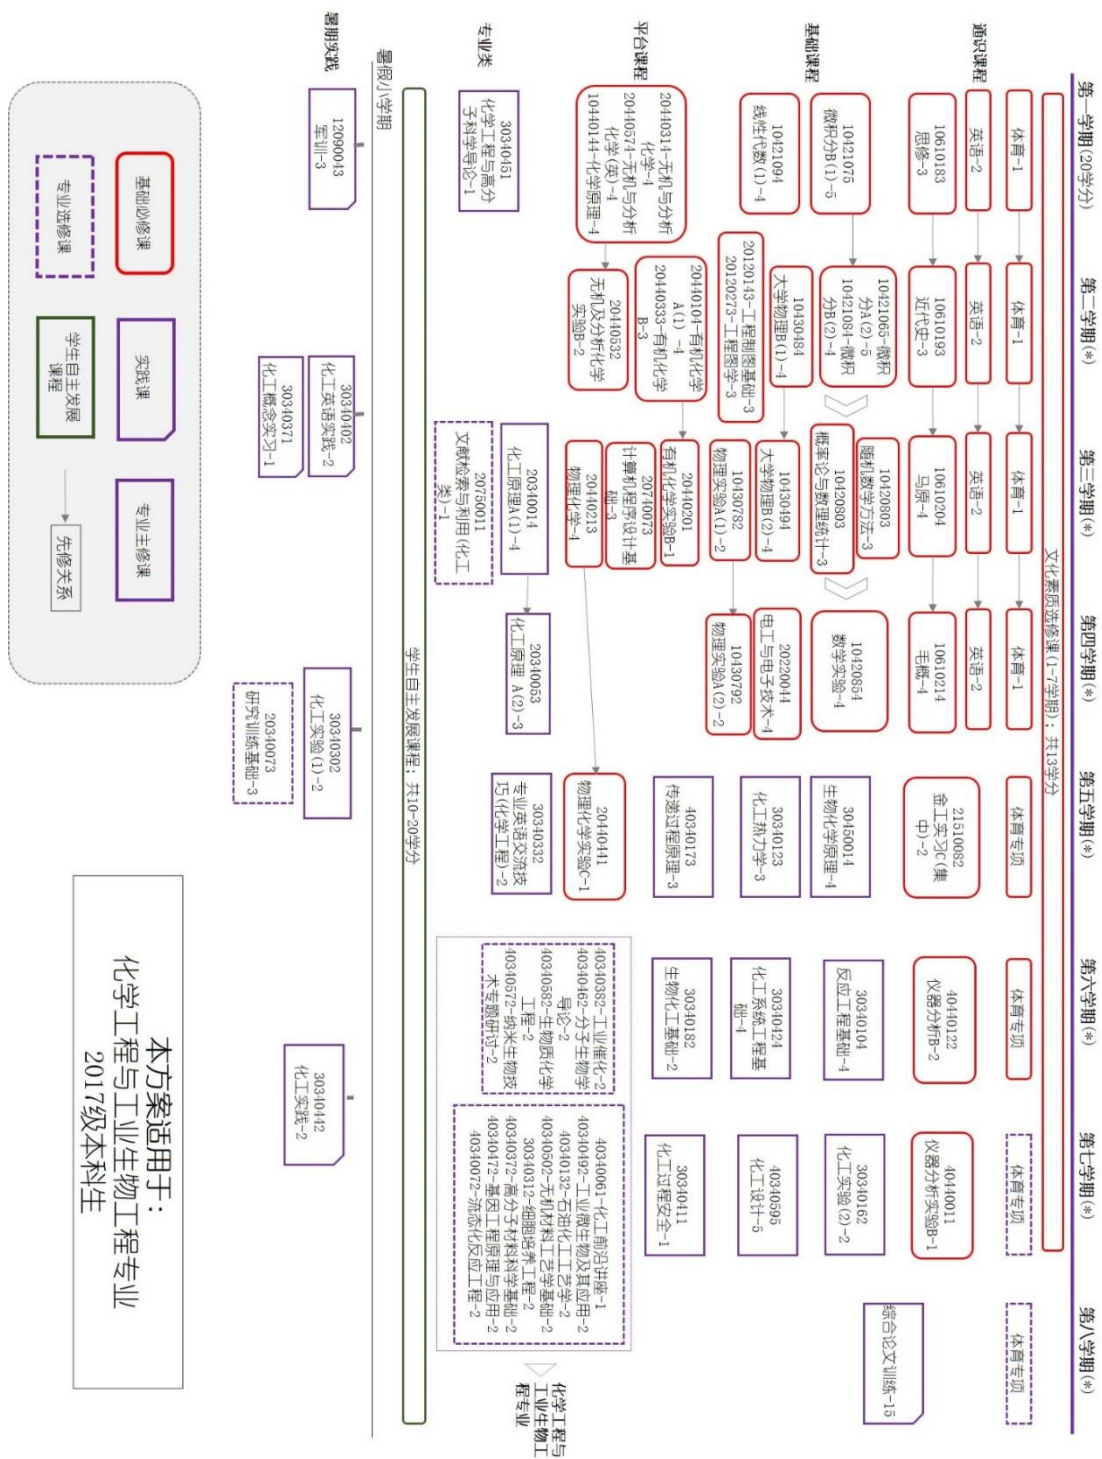 第一学期(20学分)
第二学期(*)
第三学期(*)
第四学期(*)
第五学期(*)
第六学期(*)
第七学期(*)
第八学期(*)
文化素质选修课(1-7学期)：共13学分
通识课程
体育-1
体育-1
体育-1
体育-1
体育专项
体育专项
体育专项
体育专项
英语-2
英语-2
英语-2
英语-2
10610183
思修-3
10610193
近代史-3
10610204
马原-4
10610214
毛概-4
21510082
金工实习C(集
中)-2
40440122
仪器分析B-2
40440011
仪器分析实验B-1
综合论文训练-15
基础课程
10421075
微积分B(1)-5
10421065-微积
分A(2)-5
10421084-微积
分B(2)-4
10420803
随机数学方法-3
10420803
概率论与数理统计-3
10420854
数学实验-4
30450014
生物化学原理-4
30340104
反应工程基础-4
30340162
化工实验(2)-2
10421094
线性代数(1)-4
10430484
大学物理B(1)-4
10430494
大学物理B(2)-4
20220044
电工与电子技术-4
30340123
化工热力学-3
30340424
化工系统工程基
础-4
40340595
化工设计-5
20120143-工程制图基础-3
20120273-工程图学-3
10430782
物理实验A(1)-2
10430792
物理实验A(2)-2
平台课程
20440314-无机与分析
化学-4
20440574-无机与分析
化学(英)-4
10440144-化学原理-4
20440104-有机化学
A(1)-4
20440333-有机化学
B-3
20440532
无机及分析化学
实验B-2
20440201
有机化学实验B-1
20740073
计算机程序设计基
础-3
20440213
物理化学-4
40340173
传递过程原理-3
20440441
物理化学实验C-1
30340182
生物化工基础-2
30340411
化工过程安全-1
专业类
30340451
化学工程与高分
子科学导论-1
20340014
化工原理A(1)-4
20750011
文献检索与利用(化工
类)-1
20340053
化工原理 A(2)-3
30340332
专业英语交流技
巧(化学工程)-2
40340382-工业催化-2
40340462-分子生物学
导论-2
40340582-生物质化学
工程-2
40340572-纳米生物技
术专题研讨-2
40340061-化工前沿讲座-1
40340492-工业微生物及其应用-2
40340132-石油化工工艺学-2
40340502-无机材料工艺学基础-2
30340312-细胞培养工程-2
40340372-高分子材料科学基础-2
40340472-基因工程原理与应用-2
40340072-流态化反应工程-2
化学工程与
工业生物工
程专业
学生自主发展课程：共10-20学分
暑假小学期
暑期实践
12090043
军训-3
30340402
化工英语实践-2
30340371
化工概念实习-1
30340302
化工实验(1)-2
20340073
研究训练基础-3
30340442
化工实践-2
基础必修课
实践课
专业主修课
专业选修课
学生自主发展
课程
先修关系
本方案适用于：
化学工程与工业生物工程专业
2017级本科生